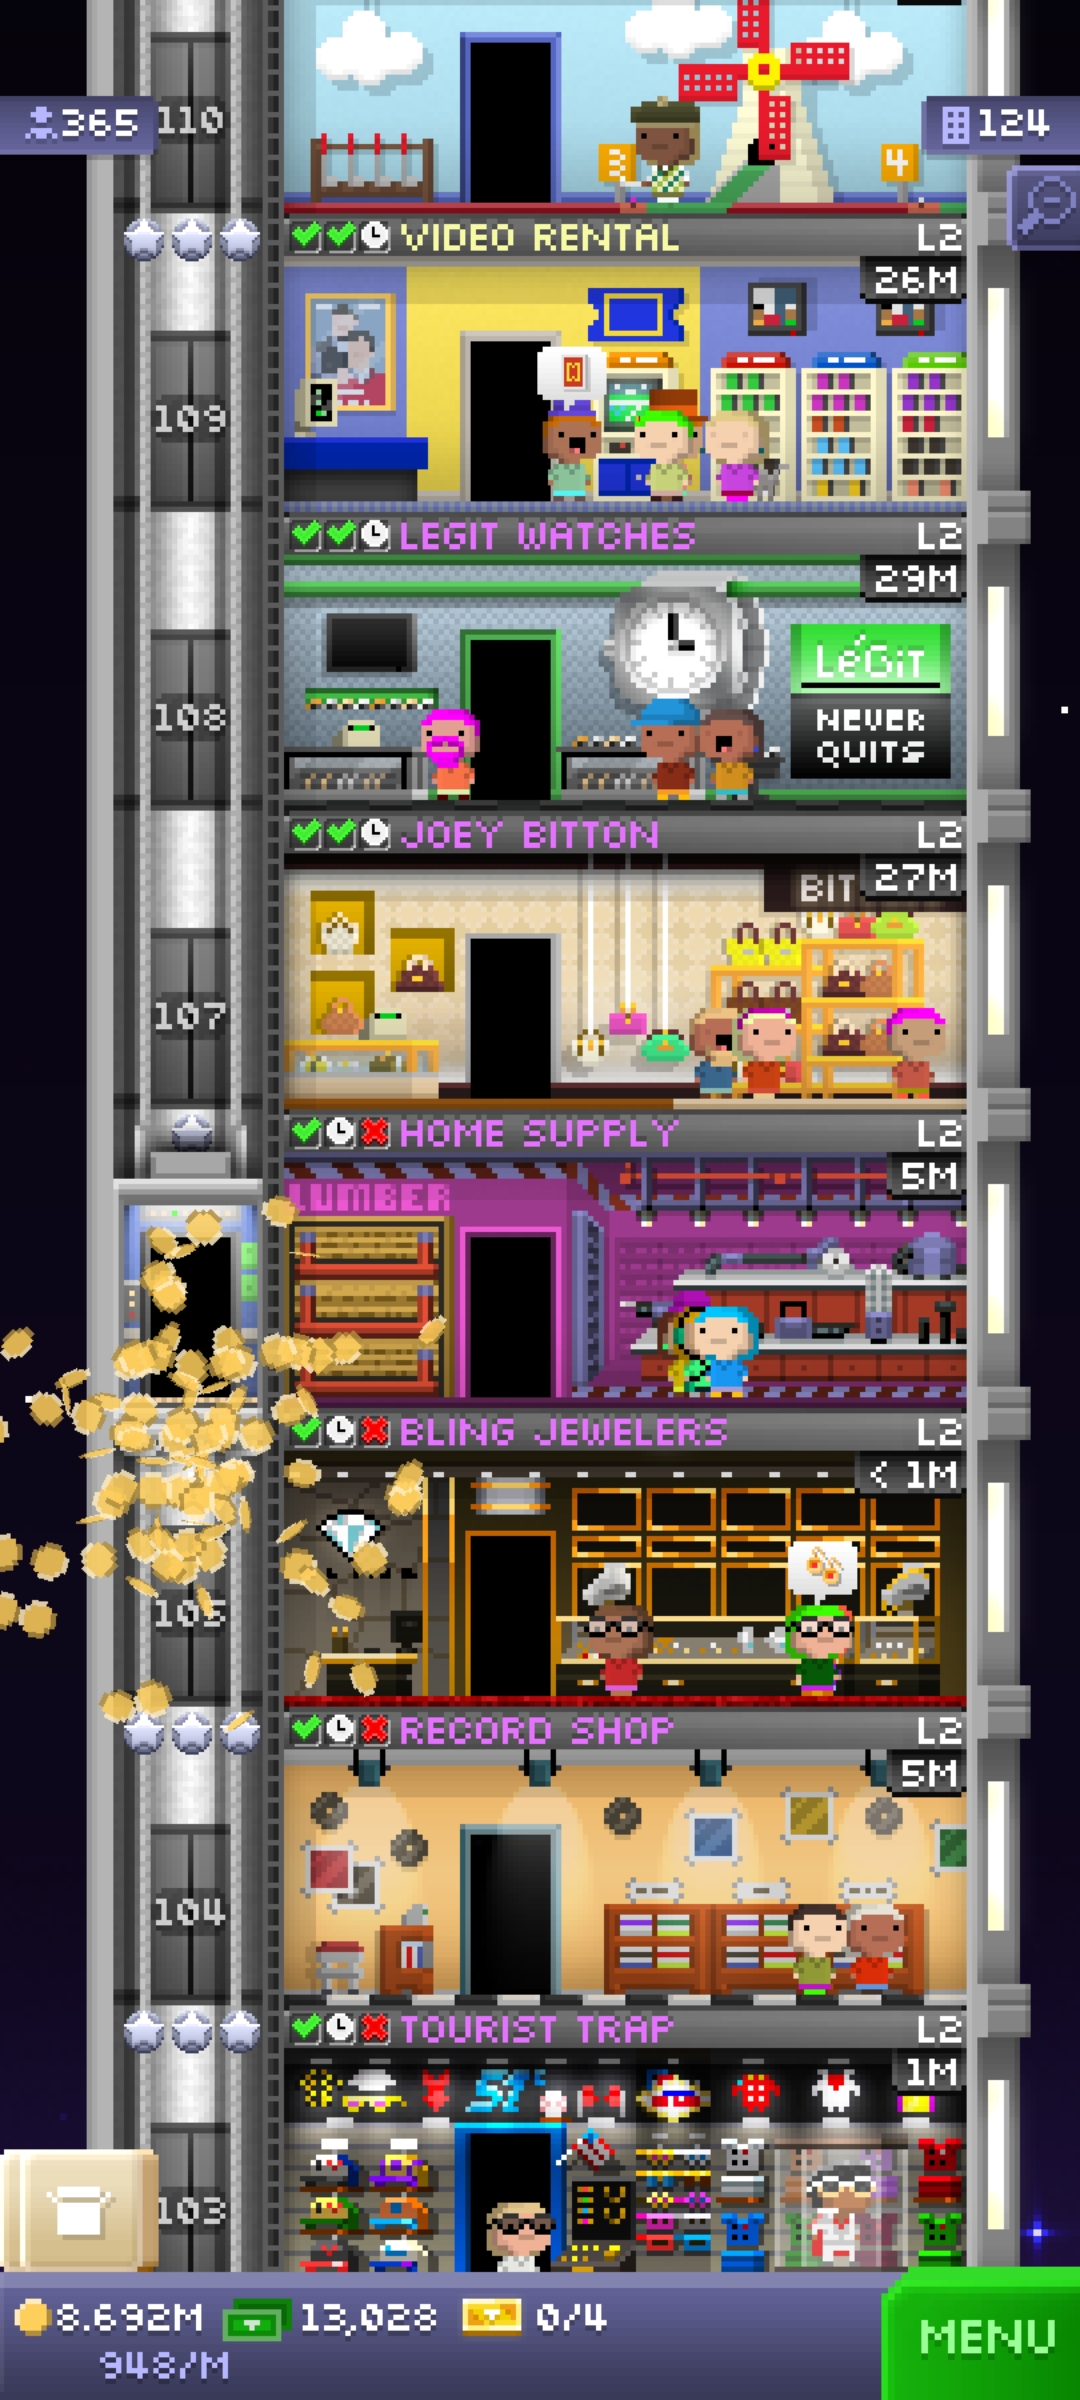 365
110
124
3
4
VIDEO RENTAL L2
26M
109
LEGIT WATCHES L2
29M
LéGiT
NEVER
QUITS
108
JOEY BITTON L2
BIT
27M
107
HOME SUPPLY L2
5M
LUMBER
BLING JEWELERS L2
< 1M
105
RECORD SHOP L2
5M
104
TOURIST TRAP L2
1M
103
8.692M 13,028 0/4
948/M
MENU